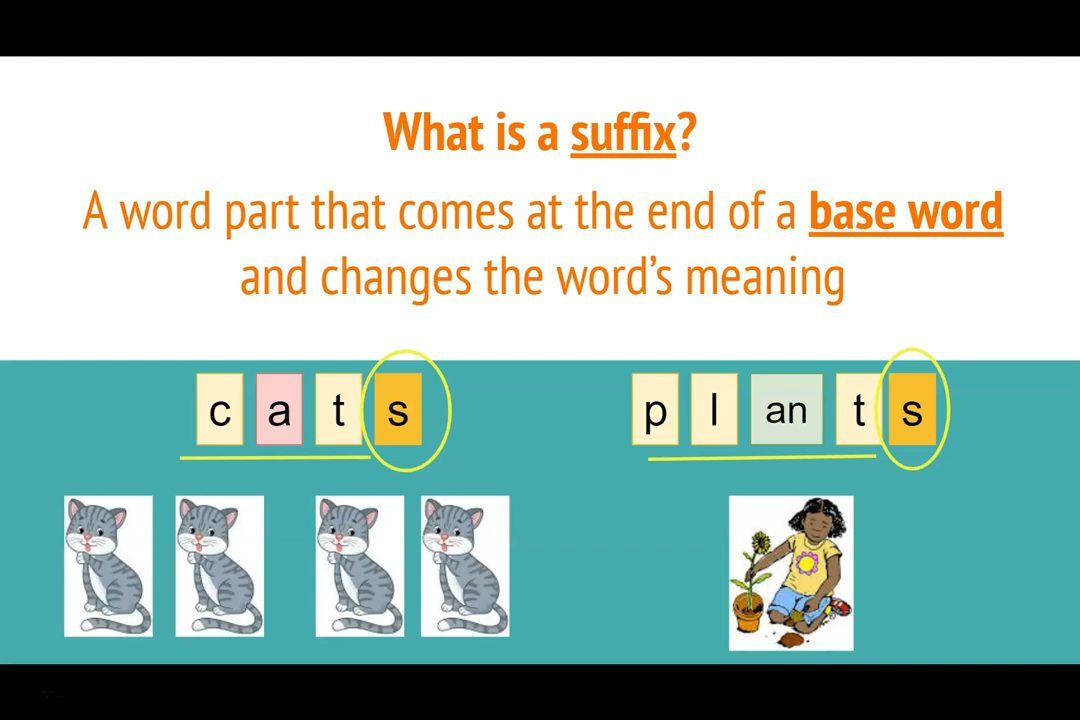 What is a suffix?
A word part that comes at the end of a base word
and changes the word’s meaning
c a t s
p l an t s